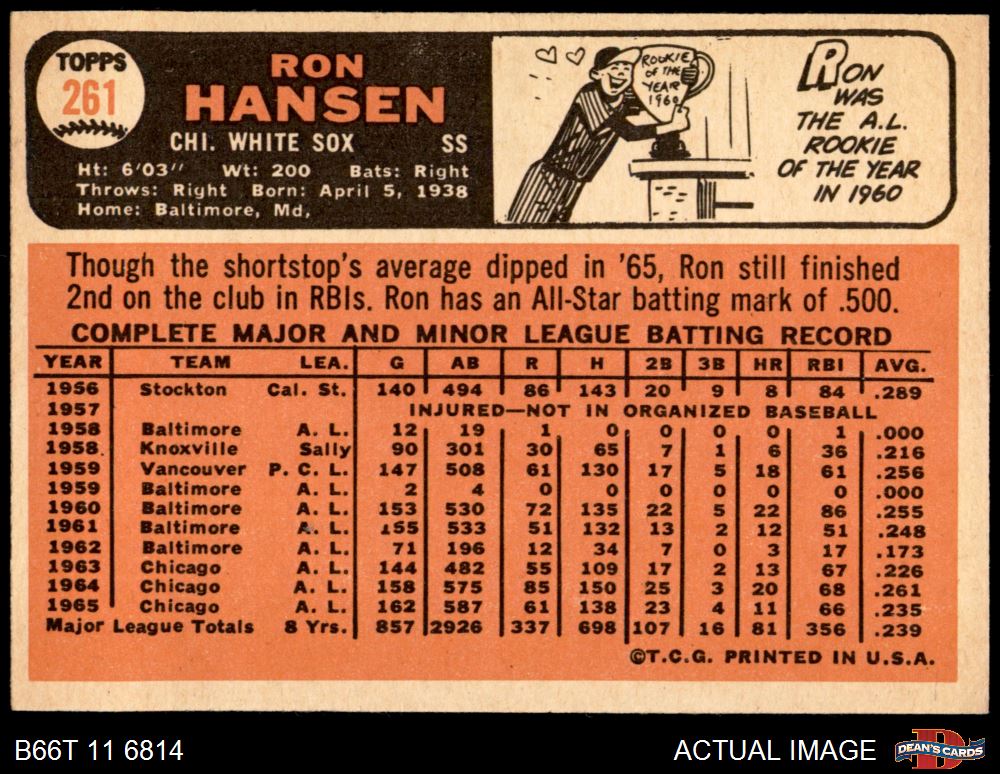 TOPPS
261
RON
HANSEN
CHI. WHITE SOX SS
Ht: 6'03" Wt: 200 Bats: Right
Throws: Right Born: April 5, 1938
Home: Baltimore, Md,
ROOKIE
OF THE
YEAR
1960
RON
WAS
THE A.L.
ROOKIE
OF THE YEAR
IN 1960
Though the shortstop's average dipped in '65, Ron still finished
2nd on the club in RBIs. Ron has an All-Star batting mark of .500.
COMPLETE MAJOR AND MINOR LEAGUE BATTING RECORD
YEAR TEAM LEA. G AB R H 2B 3B HR RBI AVG.
1956 Stockton Cal. St. 140 494 86 143 20 9 8 84 .289
1957 INJURED—NOT IN ORGANIZED BASEBALL
1958 Baltimore A. L. 12 19 1 0 0 0 0 1 .000
1958 Knoxville Sally 90 301 30 65 7 1 6 36 .216
1959 Vancouver P. C. L. 147 508 61 130 17 5 18 61 .256
1959 Baltimore A. L. 2 4 0 0 0 0 0 0 .000
1960 Baltimore A. L. 153 530 72 135 22 5 22 86 .255
1961 Baltimore A. L. 155 533 51 132 13 2 12 51 .248
1962 Baltimore A. L. 71 196 12 34 7 0 3 17 .173
1963 Chicago A. L. 144 482 55 109 17 2 13 67 .226
1964 Chicago A. L. 158 575 85 150 25 3 20 68 .261
1965 Chicago A. L. 162 587 61 138 23 4 11 66 .235
Major League Totals 8 Yrs. 857 2926 337 698 107 16 81 356 .239
©T.C.G. PRINTED IN U.S.A.
B66T 11 6814 ACTUAL IMAGE DEAN'S CARDS